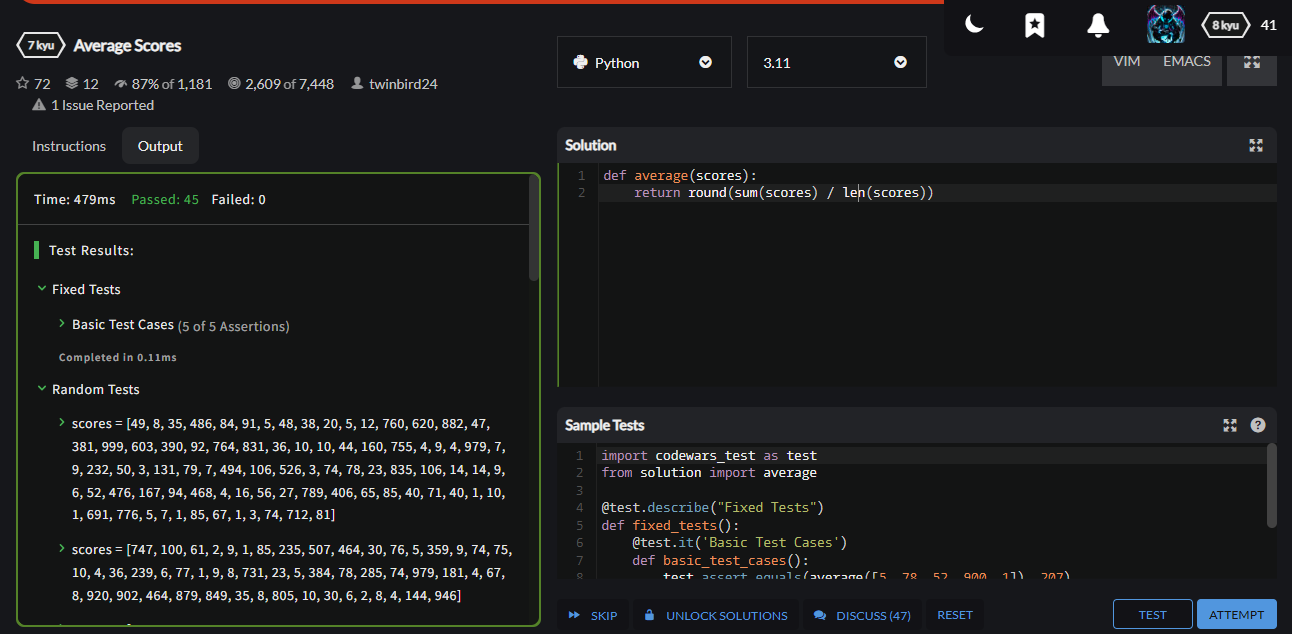 7 kyu Average Scores
8 kyu 41
72 12 87% of 1,181 2,609 of 7,448 twinbird24
1 Issue Reported
Python 3.11 VIM EMACS
Instructions Output
Time: 479ms Passed: 45 Failed: 0
Test Results:
Fixed Tests
Basic Test Cases (5 of 5 Assertions)
Completed in 0.11ms
Random Tests
scores = [49, 8, 35, 486, 84, 91, 5, 48, 38, 20, 5, 12, 760, 620, 882, 47,
381, 999, 603, 390, 92, 764, 831, 36, 10, 10, 44, 160, 755, 4, 9, 4, 979, 7,
9, 232, 50, 3, 131, 79, 7, 494, 106, 526, 3, 74, 78, 23, 835, 106, 14, 14, 9,
6, 52, 476, 167, 94, 468, 4, 16, 56, 27, 789, 406, 65, 85, 40, 71, 40, 1, 10,
1, 691, 776, 5, 7, 1, 85, 67, 1, 3, 74, 712, 81]
scores = [747, 100, 61, 2, 9, 1, 85, 235, 507, 464, 30, 76, 5, 359, 9, 74, 75,
10, 4, 36, 239, 6, 77, 1, 9, 8, 731, 23, 5, 384, 78, 285, 74, 979, 181, 4, 67,
8, 920, 902, 464, 879, 849, 35, 8, 805, 10, 30, 6, 2, 8, 4, 144, 946]
Solution
1 def average(scores):
2 return round(sum(scores) / len(scores))
Sample Tests
1 import codewars_test as test
2 from solution import average
3
4 @test.describe("Fixed Tests")
5 def fixed_tests():
6 @test.it('Basic Test Cases')
7 def basic_test_cases():
8 test.assert_equals(average([5, 78, 52, 900, 1]), 207)
SKIP UNLOCK SOLUTIONS DISCUSS (47) RESET TEST ATTEMPT